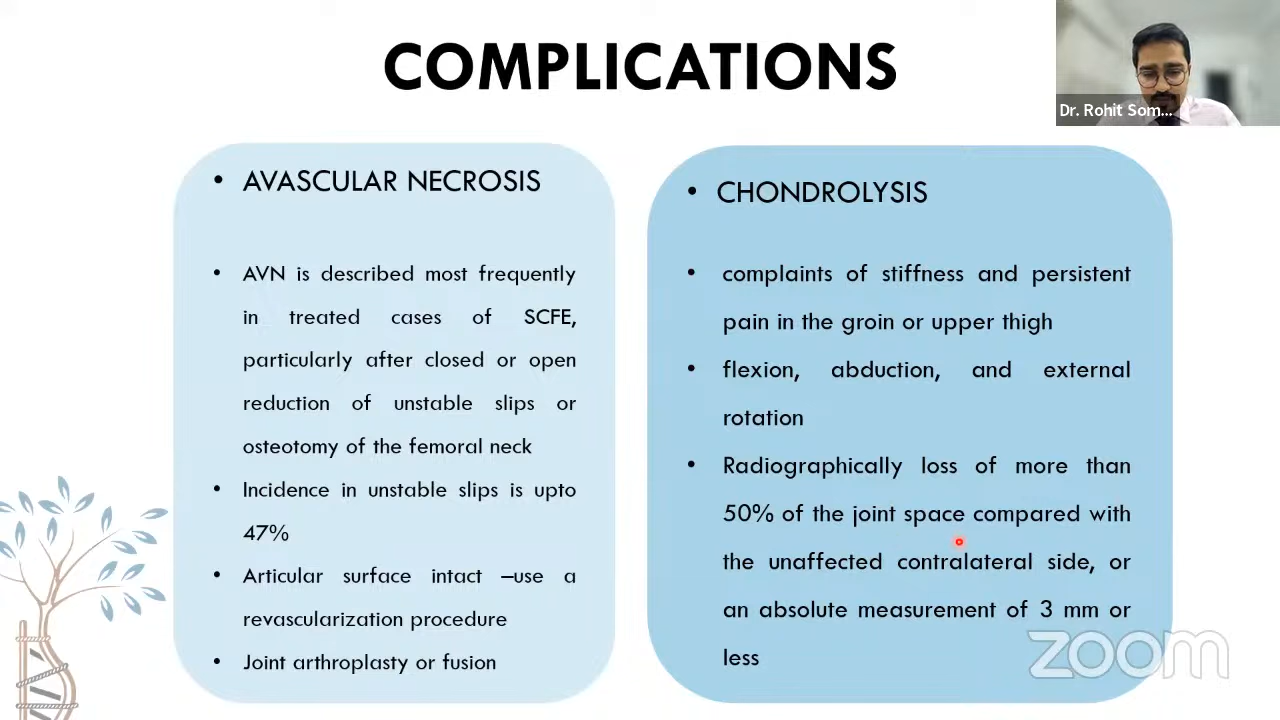 COMPLICATIONS
Dr. Rohit Som...
• AVASCULAR NECROSIS
• AVN is described most frequently
in treated cases of SCFE,
particularly after closed or open
reduction of unstable slips or
osteotomy of the femoral neck
• Incidence in unstable slips is upto
47%
• Articular surface intact –use a
revascularization procedure
• Joint arthroplasty or fusion
• CHONDROLYSIS
• complaints of stiffness and persistent
pain in the groin or upper thigh
• flexion, abduction, and external
rotation
• Radiographically loss of more than
50% of the joint space compared with
the unaffected contralateral side, or
an absolute measurement of 3 mm or
less
zoom